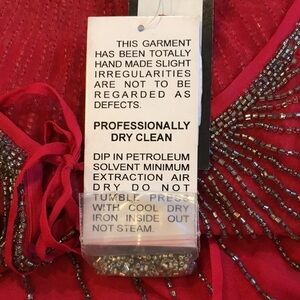 THIS GARMENT
HAS BEEN TOTALLY
HAND MADE SLIGHT
IRREGULARITIES
ARE NOT TO BE
REGARDED AS
DEFECTS.
PROFESSIONALLY
DRY CLEAN
DIP IN PETROLEUM
SOLVENT MINIMUM
EXTRACTION AIR
DRY DO NOT
TUMBLE PRESS
WITH COOL DRY
IRON INSIDE OUT
NOT STEAM.